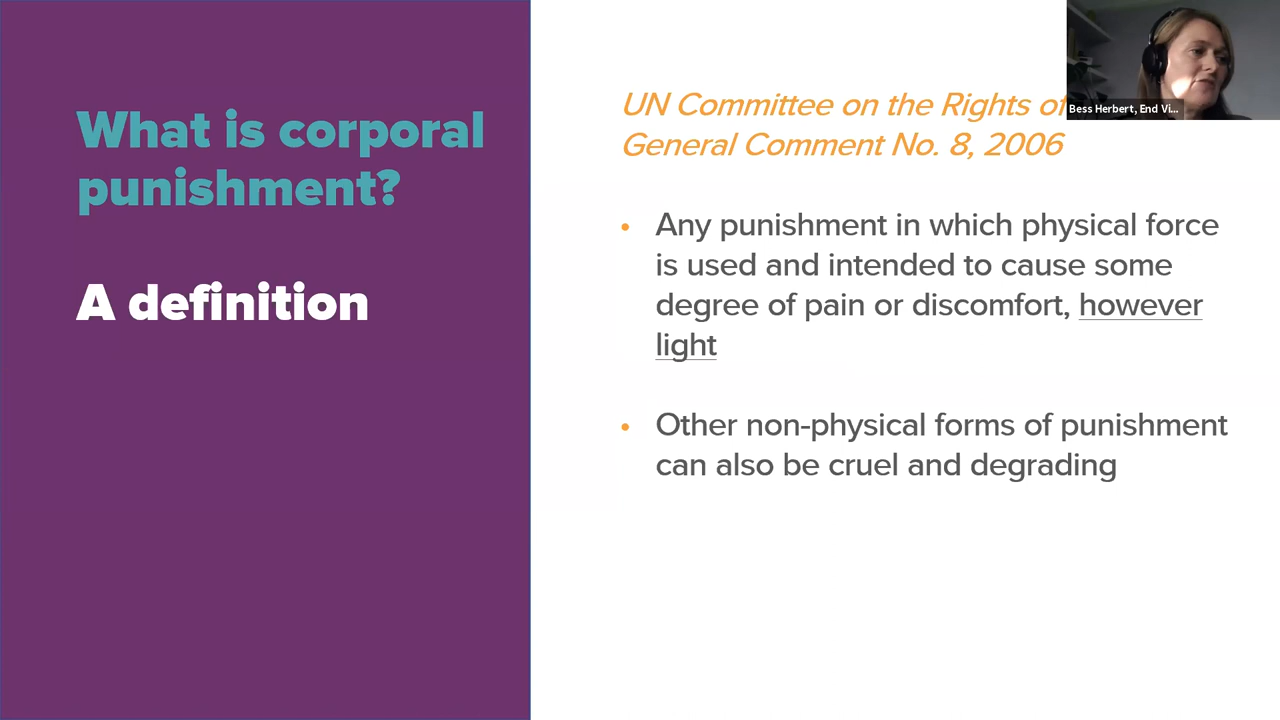 What is corporal
punishment?
A definition
UN Committee on the Rights of
General Comment No. 8, 2006
• Any punishment in which physical force
is used and intended to cause some
degree of pain or discomfort, however
light
• Other non-physical forms of punishment
can also be cruel and degrading
Bess Herbert, End Vi...